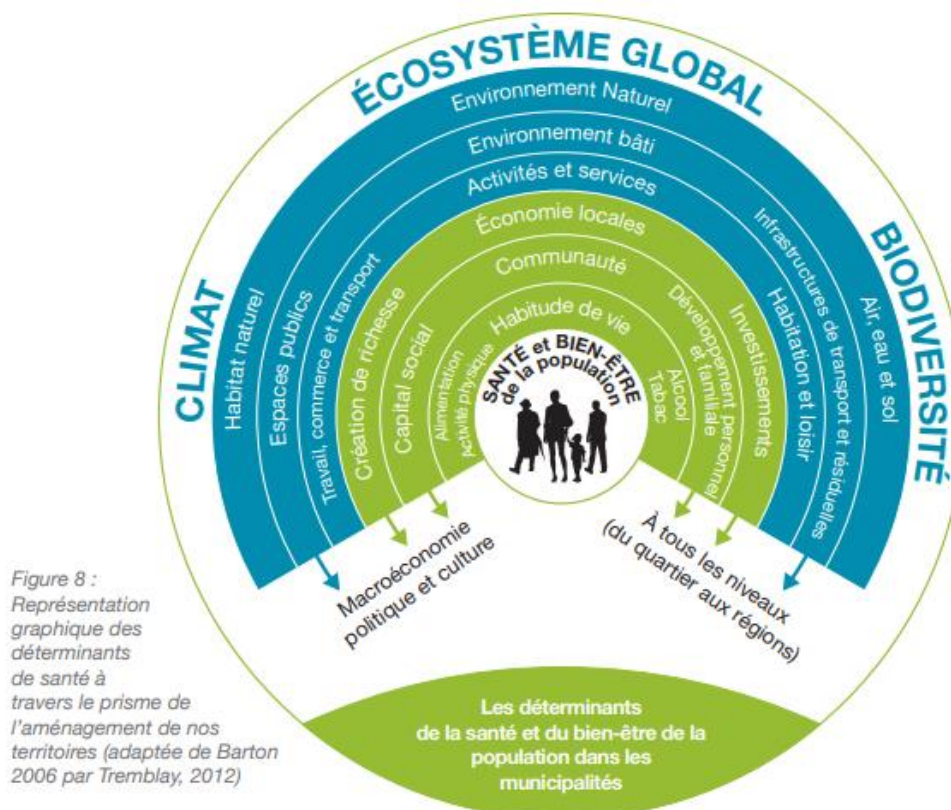 ÉCOSYSTÈME GLOBAL
CLIMAT
BIODIVERSITÉ
Environnement Naturel
Habitat naturel
Air, eau et sol
Environnement bâti
Espaces publics
Infrastructures de transport et résiduelles
Activités et services
Travail, commerce et transport
Habitation et loisir
Économie locales
Création de richesse
Investissements
Communauté
Capital social
Développement personnel
et familiale
Habitude de vie
Alimentation
Activité physique
Alcool
Tabac
SANTÉ et BIEN-ÊTRE
de la population
Macroéconomie
politique et culture
À tous les niveaux
(du quartier aux régions)
Figure 8 :
Représentation
graphique des
déterminants
de santé à
travers le prisme de
l'aménagement de nos
territoires (adaptée de Barton
2006 par Tremblay, 2012)
Les déterminants
de la santé et du bien-être de la
population dans les
municipalités